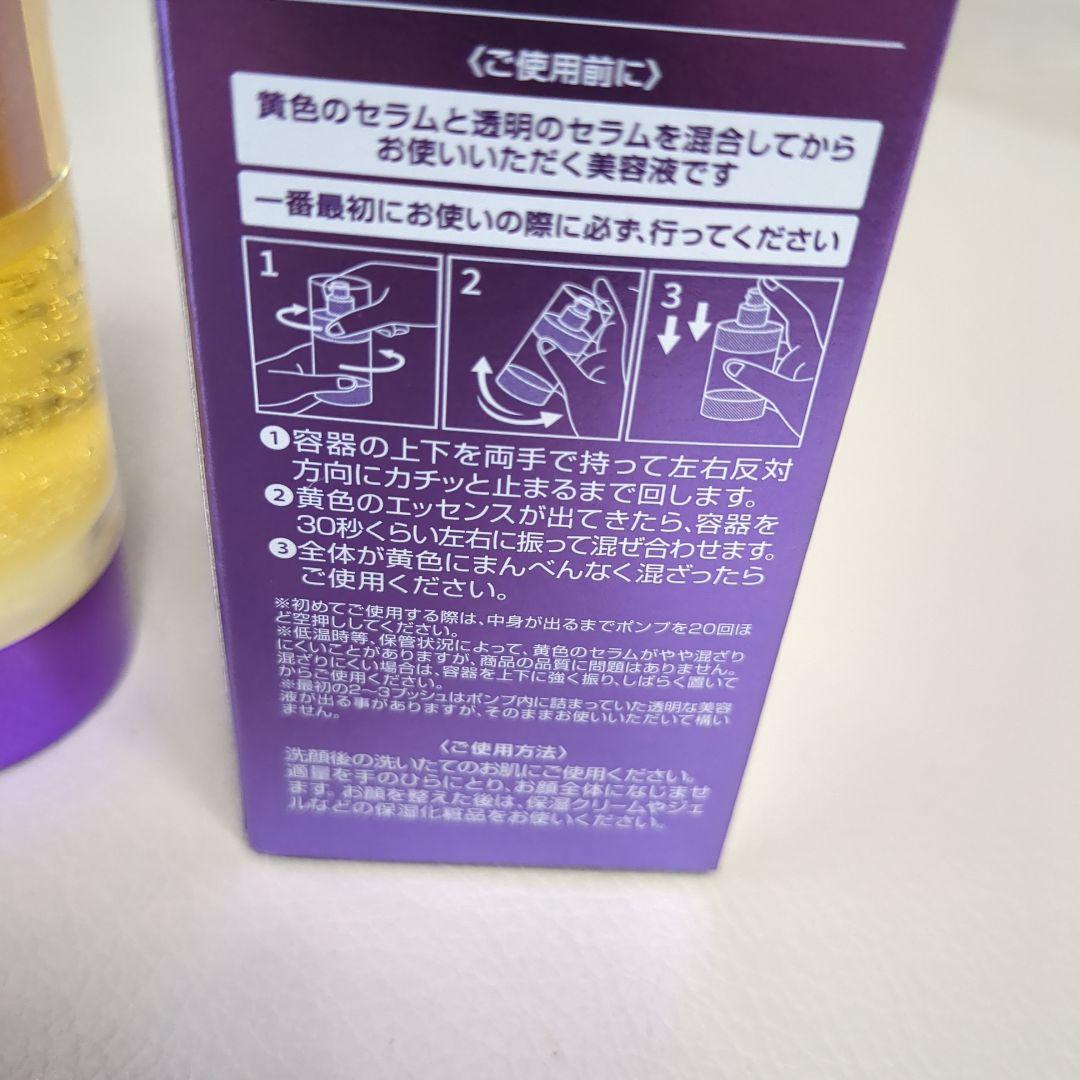 〈ご使用前に〉
黄色のセラムと透明のセラムを混合してから
お使いいただく美容液です
一番最初にお使いの際に必ず、行ってください
1
2
3
❶容器の上下を両手で持って左右反対
方向にカチッと止まるまで回します。
❷黄色のエッセンスが出てきたら、容器を
30秒くらい左右に振って混ぜ合わせます。
❸全体が黄色にまんべんなく混ざったら
ご使用ください。
※初めてご使用する際は、中身が出るまでポンプを20回ほ
ど空押ししてください。
※低温時等、保管状況によって、黄色のセラムがやや混ざり
にくいことがありますが、商品の品質に問題はありません。
混ざりにくい場合は、容器を上下に強く振り、しばらく置いて
からご使用ください。
※最初の2〜3プッシュはポンプ内に詰まっていた透明な美容
液が出る事がありますが、そのままお使いいただいて構い
ません。
〈ご使用方法〉
洗顔後の洗いたてのお肌にご使用ください。
適量を手のひらにとり、お顔全体になじませ
ます。お顔を整えた後は、保湿クリームやジェ
ルなどの保湿化粧品をお使いください。